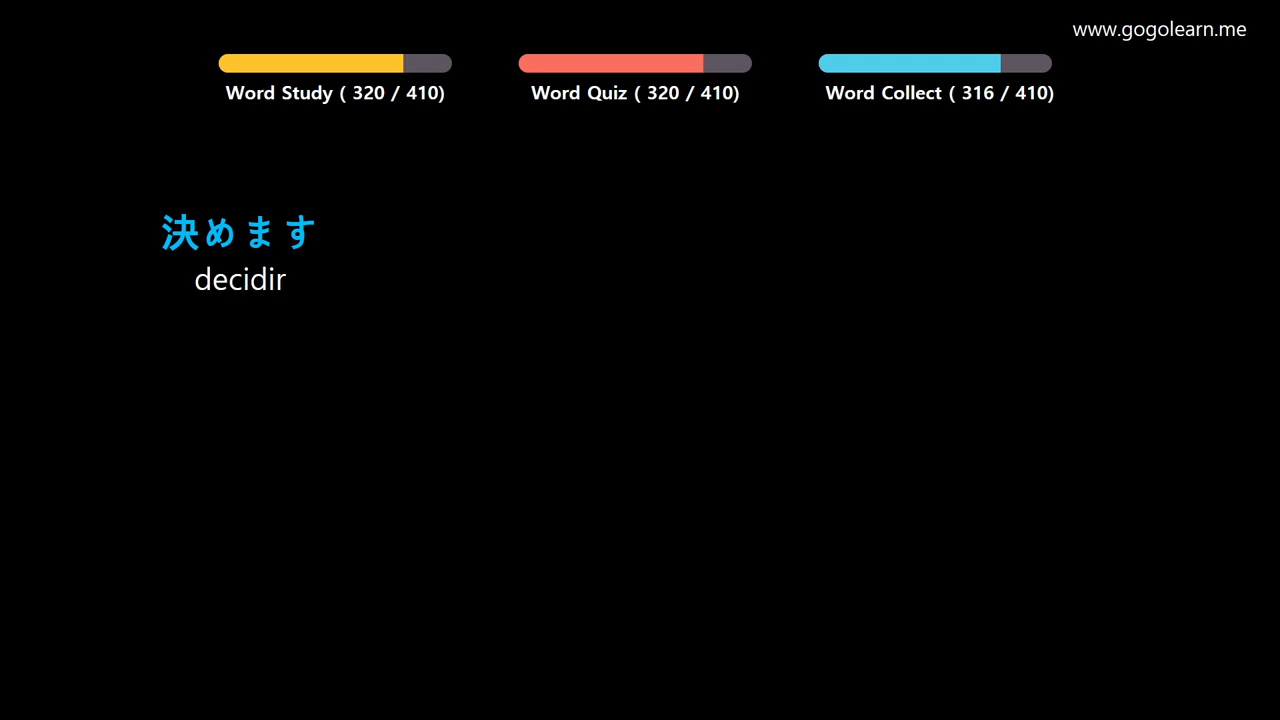 www.gogolearn.me
Word Study ( 320 / 410)
Word Quiz ( 320 / 410)
Word Collect ( 316 / 410)
決めます
decidir